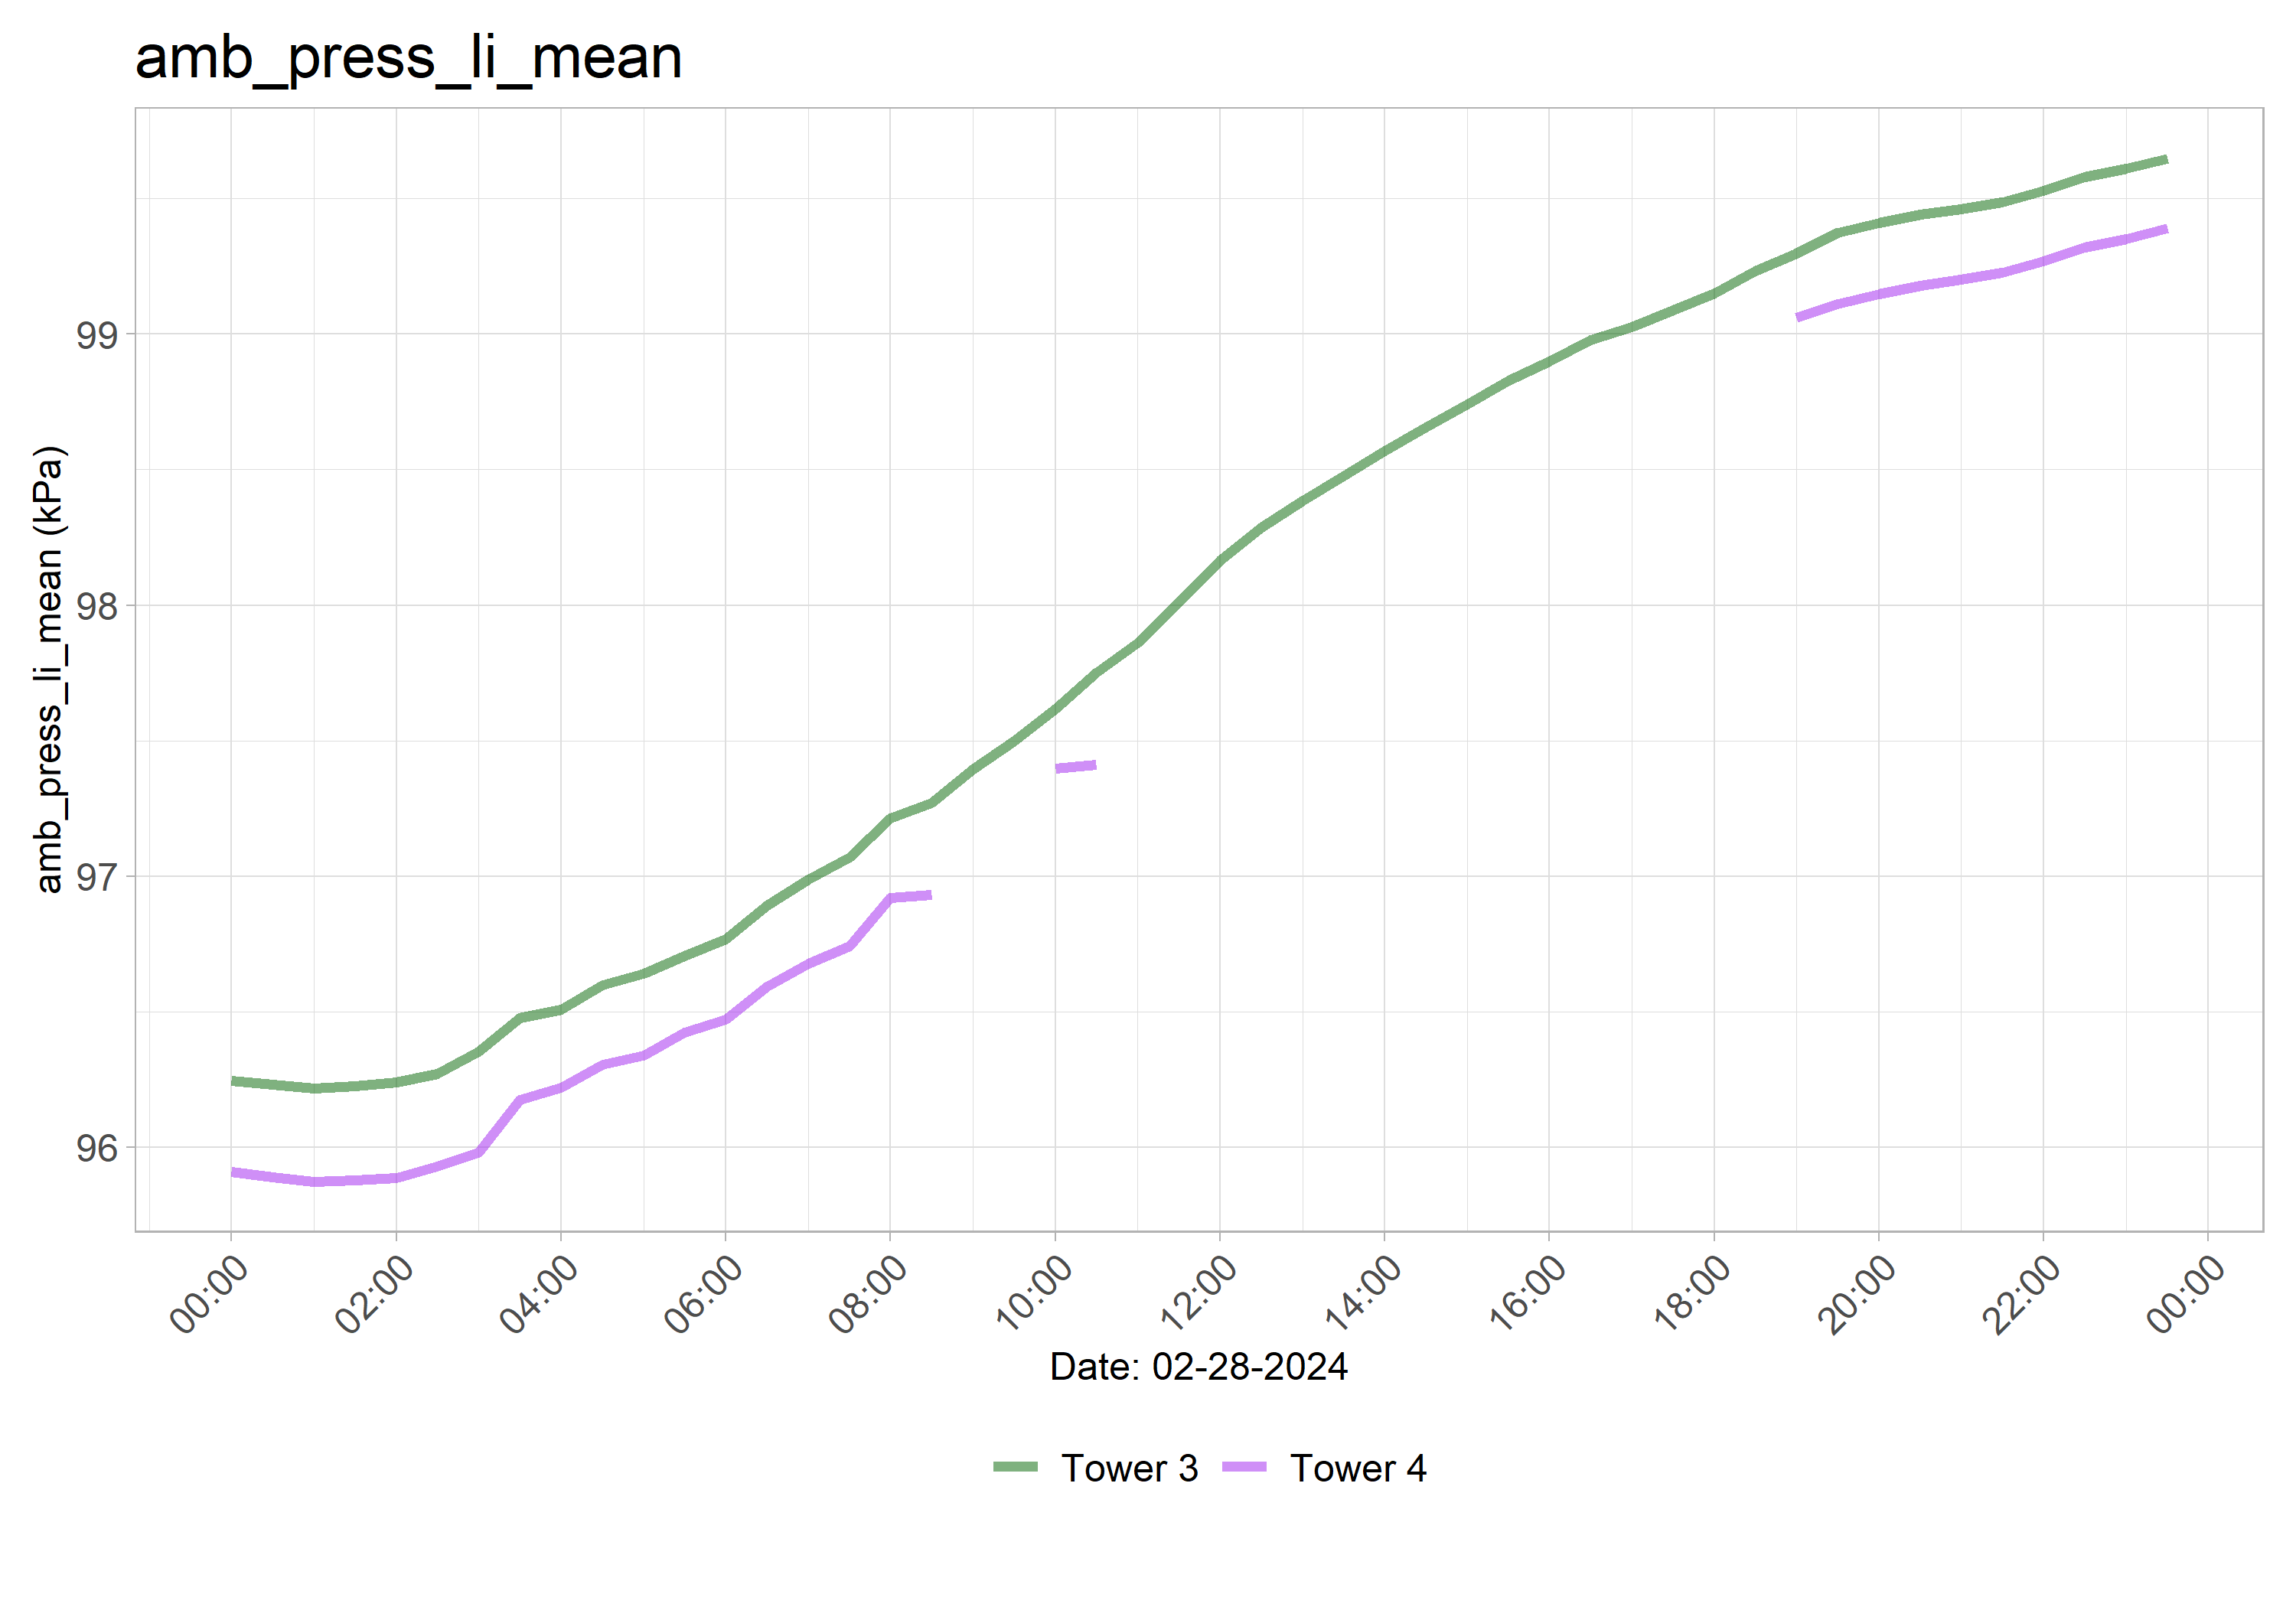 amb_press_li_mean
amb_press_li_mean (kPa)
99
98
97
96
00:00 02:00 04:00 06:00 08:00 10:00 12:00 14:00 16:00 18:00 20:00 22:00 00:00
Date: 02-28-2024
Tower 3 Tower 4